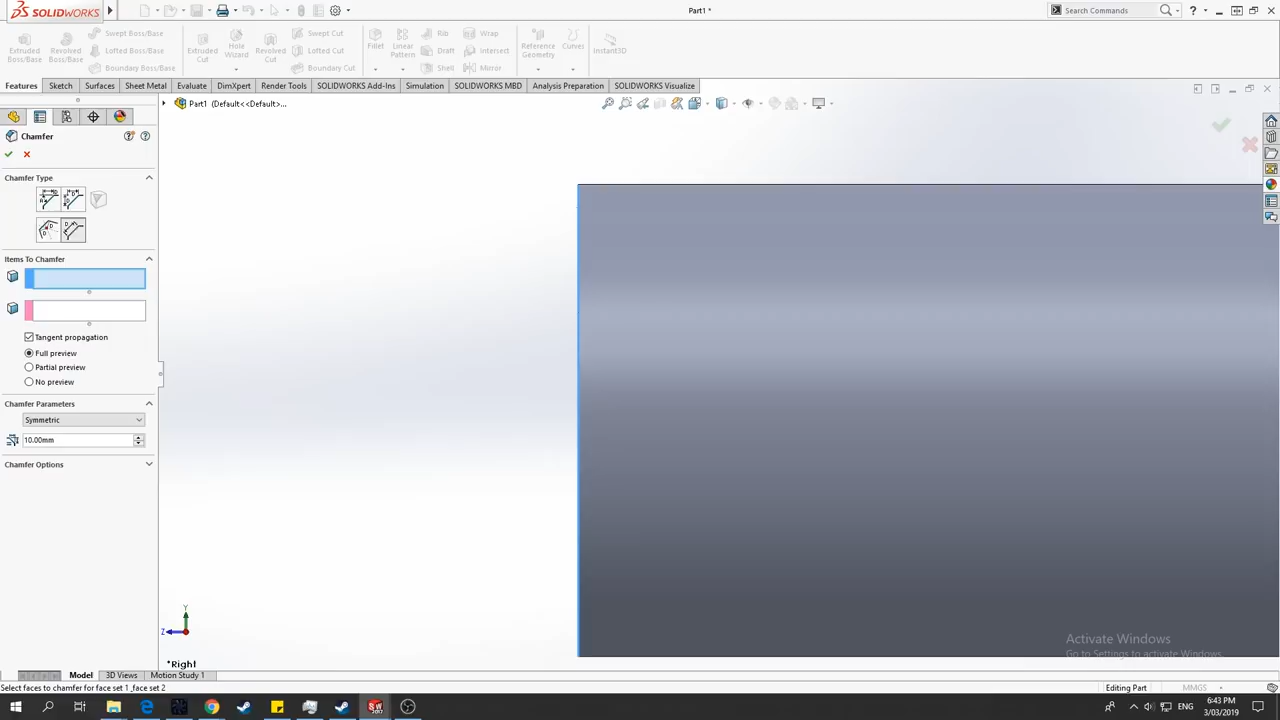 SOLIDWORKS
Part1 *
Search Commands
Extruded Boss/Base
Revolved Boss/Base
Swept Boss/Base
Lofted Boss/Base
Boundary Boss/Base
Extruded Cut
Hole Wizard
Revolved Cut
Swept Cut
Lofted Cut
Boundary Cut
Fillet
Linear Pattern
Rib
Draft
Shell
Wrap
Intersect
Mirror
Reference Geometry
Curves
Instant3D
Features Sketch Surfaces Sheet Metal Evaluate DimXpert Render Tools SOLIDWORKS Add-Ins Simulation SOLIDWORKS MBD Analysis Preparation SOLIDWORKS Visualize
Part1 (Default<<Default>...
Chamfer
Chamfer Type
Items To Chamfer
Tangent propagation
Full preview
Partial preview
No preview
Chamfer Parameters
Symmetric
10.00mm
Chamfer Options
Y
Z
*Right
Activate Windows
Go to Settings to activate Windows.
Model 3D Views Motion Study 1
Select faces to chamfer for face set 1 ,face set 2
Editing Part
MMGS
ENG
6:43 PM
3/03/2019